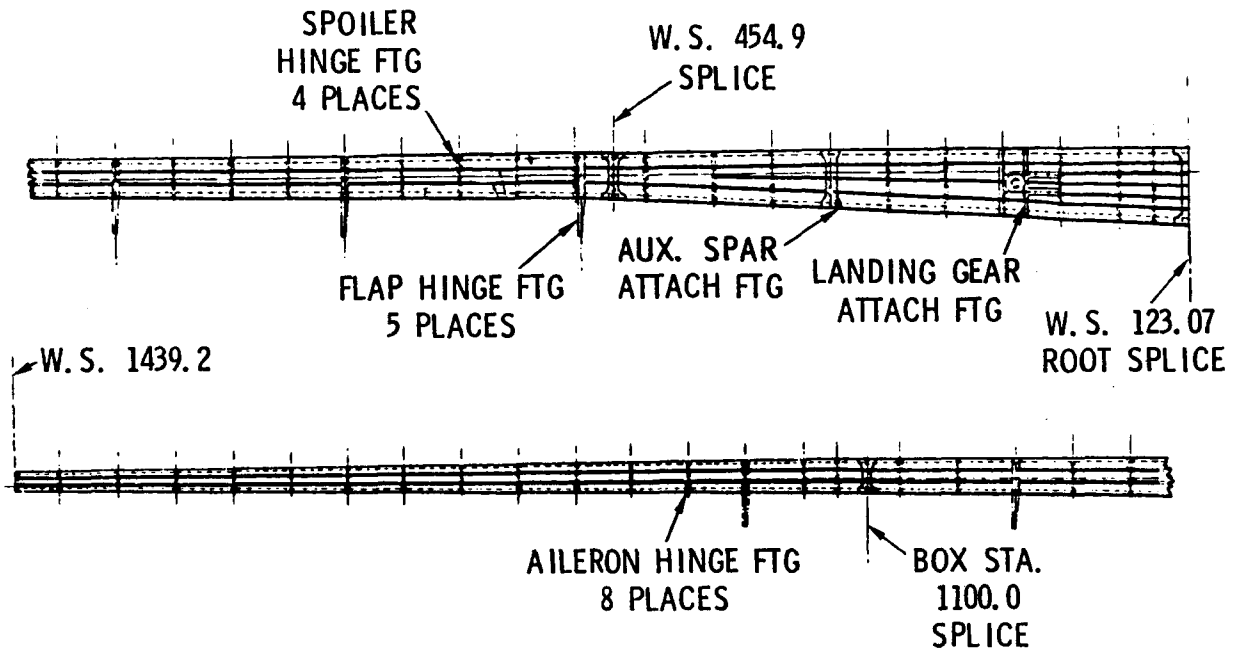 SPOILER
HINGE FTG
4 PLACES
W.S. 454.9
SPLICE
FLAP HINGE FTG
5 PLACES
AUX. SPAR
ATTACH FTG
LANDING GEAR
ATTACH FTG
W.S. 123.07
ROOT SPLICE
W.S. 1439.2
AILERON HINGE FTG
8 PLACES
BOX STA.
1100.0
SPLICE